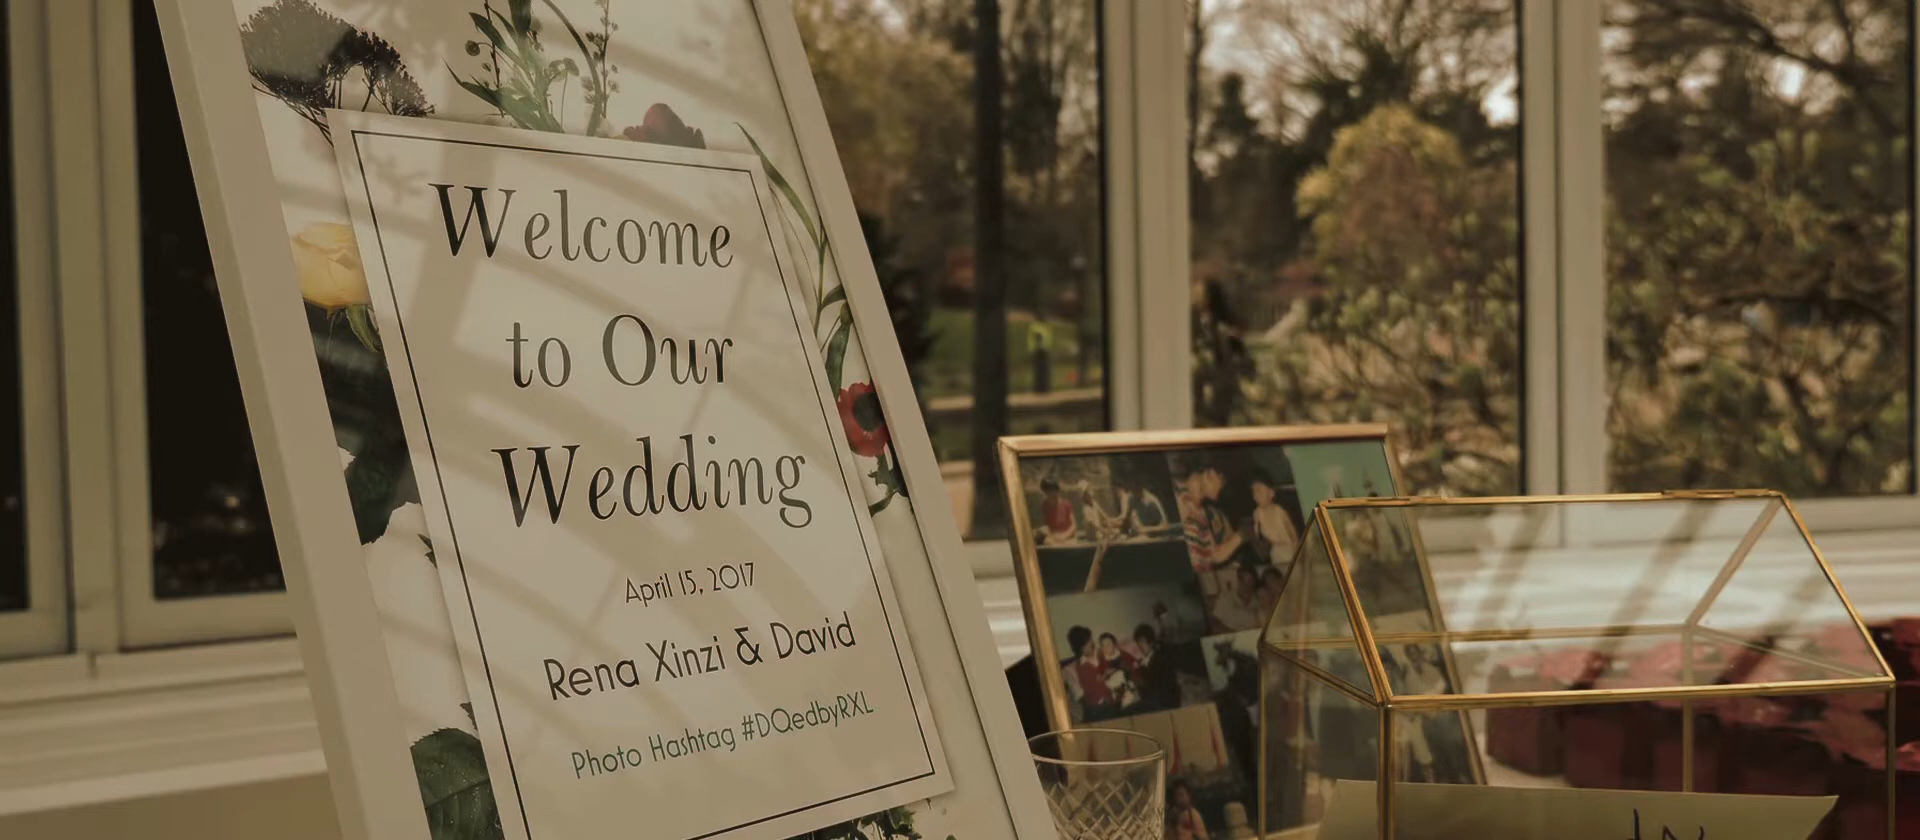 Welcome
to Our
Wedding
April 15, 2017
Rena Xinzi & David
Photo Hashtag #DQedbyRXL